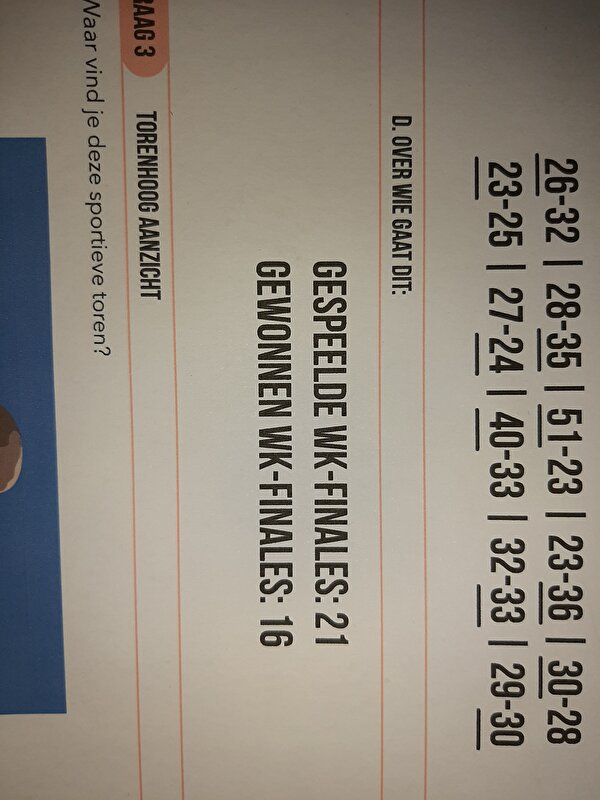 26-32 | 28-35 | 51-23 | 23-36 | 30-28
23-25 | 27-24 | 40-33 | 32-33 | 29-30
D. OVER WIE GAAT DIT:
GESPEELDE WK-FINALES: 21
GEWONNEN WK-FINALES: 16
RAAG 3 TORENHOOG AANZICHT
Waar vind je deze sportieve toren?